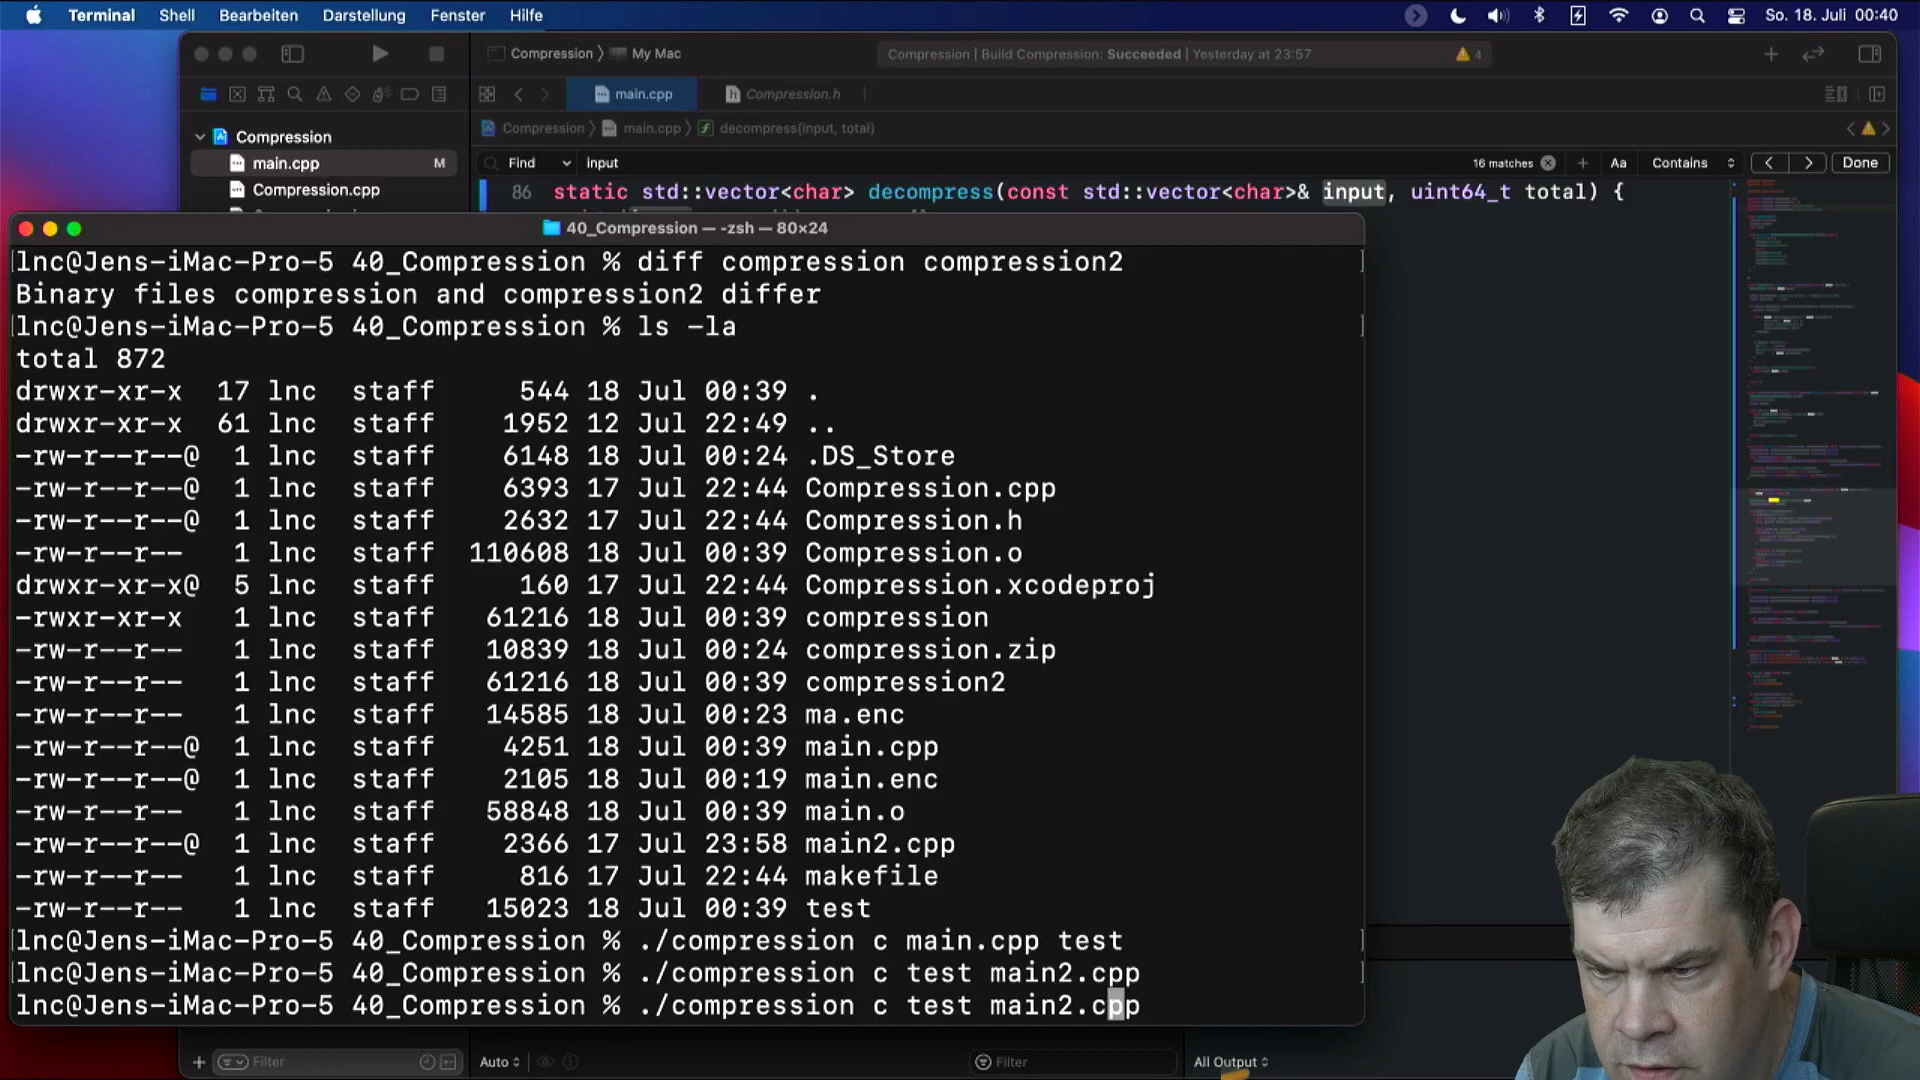 Terminal Shell Bearbeiten Darstellung Fenster Hilfe So. 18. Juli 00:40
Compression My Mac Compression | Build Compression: Succeeded | Yesterday at 23:57 4
main.cpp Compression.h
Compression main.cpp decompress(input, total)
Compression
main.cpp M
Compression.cpp
Find input 16 matches Aa Contains Done
86 static std::vector<char> decompress(const std::vector<char>& input, uint64_t total) {
40_Compression — -zsh — 80×24
lnc@Jens-iMac-Pro-5 40_Compression % diff compression compression2
Binary files compression and compression2 differ
lnc@Jens-iMac-Pro-5 40_Compression % ls -la
total 872
drwxr-xr-x 17 lnc staff 544 18 Jul 00:39 .
drwxr-xr-x 61 lnc staff 1952 12 Jul 22:49 ..
-rw-r--r--@ 1 lnc staff 6148 18 Jul 00:24 .DS_Store
-rw-r--r--@ 1 lnc staff 6393 17 Jul 22:44 Compression.cpp
-rw-r--r--@ 1 lnc staff 2632 17 Jul 22:44 Compression.h
-rw-r--r-- 1 lnc staff 110608 18 Jul 00:39 Compression.o
drwxr-xr-x@ 5 lnc staff 160 17 Jul 22:44 Compression.xcodeproj
-rwxr-xr-x 1 lnc staff 61216 18 Jul 00:39 compression
-rw-r--r-- 1 lnc staff 10839 18 Jul 00:24 compression.zip
-rw-r--r-- 1 lnc staff 61216 18 Jul 00:39 compression2
-rw-r--r-- 1 lnc staff 14585 18 Jul 00:23 ma.enc
-rw-r--r--@ 1 lnc staff 4251 18 Jul 00:39 main.cpp
-rw-r--r--@ 1 lnc staff 2105 18 Jul 00:19 main.enc
-rw-r--r-- 1 lnc staff 58848 18 Jul 00:39 main.o
-rw-r--r--@ 1 lnc staff 2366 17 Jul 23:58 main2.cpp
-rw-r--r-- 1 lnc staff 816 17 Jul 22:44 makefile
-rw-r--r-- 1 lnc staff 15023 18 Jul 00:39 test
lnc@Jens-iMac-Pro-5 40_Compression % ./compression c main.cpp test
lnc@Jens-iMac-Pro-5 40_Compression % ./compression c test main2.cpp
lnc@Jens-iMac-Pro-5 40_Compression % ./compression c test main2.cpp
Filter Auto Filter All Output